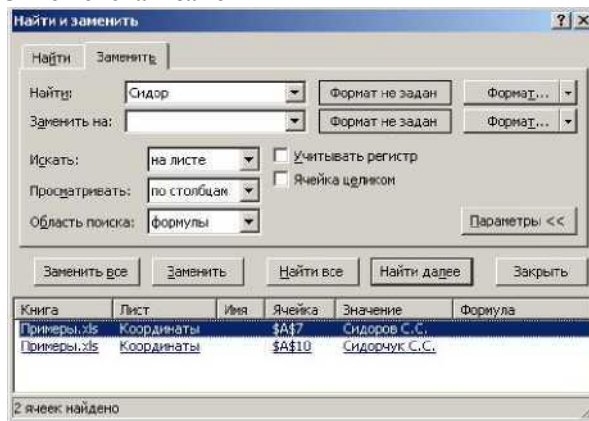 Найти и заменить
Найти Заменить
Найти: Сидор Формат не задан Формат...
Заменить на: Формат не задан Формат...
Искать: на листе Учитывать регистр
Просматривать: по столбцам Ячейка целиком
Область поиска: формулы Параметры <<
Заменить все Заменить Найти все Найти далее Закрыть
Книга Лист Имя Ячейка Значение Формула
Примеры.xls Координаты $A$7 Сидоров С.С.
Примеры.xls Координаты $A$10 Сидорчук С.С.
2 ячеек найдено